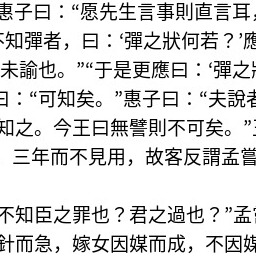 惠子曰：“愿先生言事則直言耳，
不知彈者，曰：‘彈之狀何若？’應
未諭也。”“于是更應曰：‘彈之狀
曰：“可知矣。”惠子曰：“夫說者
知之。今王曰無譬則不可矣。”王
，三年而不見用，故客反謂孟嘗
不知臣之罪也？君之過也？”孟
針而急，嫁女因媒而成，不因媒